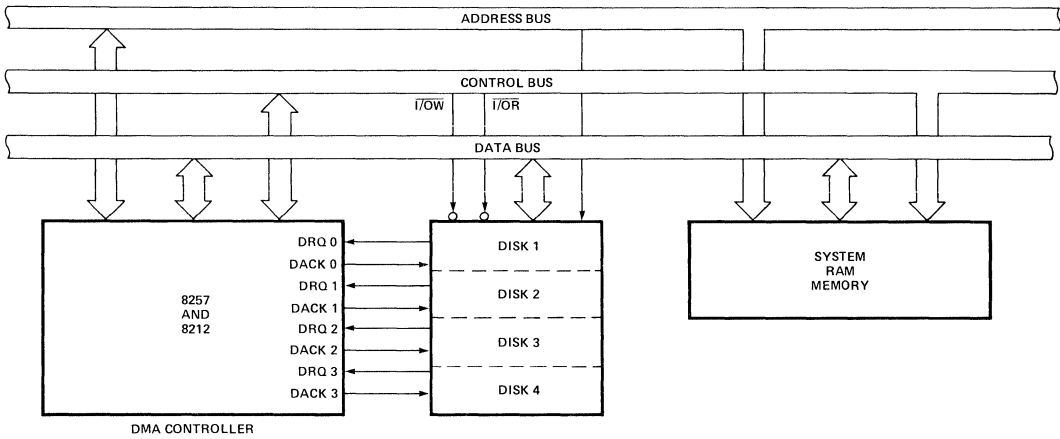 ADDRESS BUS
CONTROL BUS
I/OW
I/OR
DATA BUS
DRQ 0
DACK 0
DRQ 1
DACK 1
DRQ 2
DACK 2
DRQ 3
DACK 3
8257
AND
8212
DISK 1
DISK 2
DISK 3
DISK 4
SYSTEM
RAM
MEMORY
DMA CONTROLLER